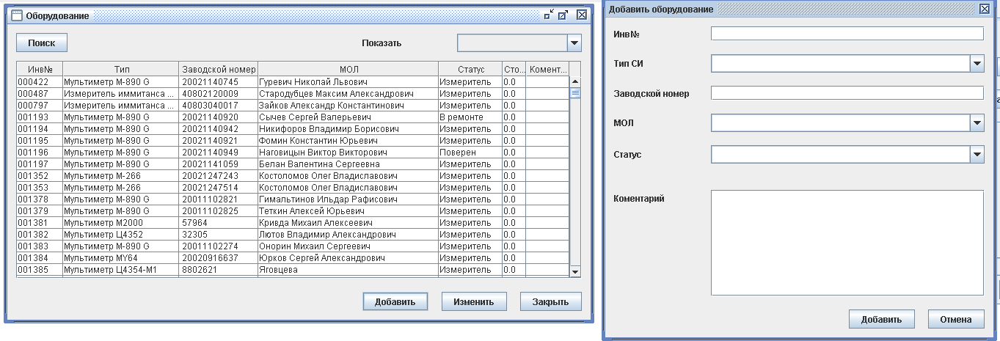 Оборудование
Поиск
Показать
Инв№ Тип Заводской номер МОЛ Статус Сто... Комент...
000422 Мультиметр М-890 G 20021140745 Гуревич Николай Львович Измеритель 0.0
000487 Измеритель иммитанса ... 40802120009 Стародубцев Максим Александрович Измеритель 0.0
000797 Измеритель иммитанса ... 40803040017 Зайков Александр Константинович Измеритель 0.0
001193 Мультиметр М-890 G 20021140920 Сычев Сергей Валерьевич В ремонте 0.0
001194 Мультиметр М-890 G 20021140942 Никифоров Владимир Борисович Измеритель 0.0
001195 Мультиметр М-890 G 20021140921 Фомин Константин Юрьевич Измеритель 0.0
001196 Мультиметр М-890 G 20021140949 Наговицын Виктор Викторович Поверен 0.0
001197 Мультиметр М-890 G 20021141059 Белан Валентина Сергеевна Измеритель 0.0
001352 Мультиметр М-266 20021247243 Костоломов Олег Владиславович Измеритель 0.0
001353 Мультиметр М-266 20021247514 Костоломов Олег Владиславович Измеритель 0.0
001378 Мультиметр М-890 G 20011102821 Гимальтинов Ильдар Рафисович Измеритель 0.0
001379 Мультиметр М-890 G 20011102825 Теткин Алексей Юрьевич Измеритель 0.0
001381 Мультиметр М2000 57964 Кривда Михаил Алексеевич Измеритель 0.0
001382 Мультиметр Ц4352 32305 Лютов Владимир Александрович Измеритель 0.0
001383 Мультиметр М-890 G 20011102274 Онорин Михаил Сергеевич Измеритель 0.0
001384 Мультиметр MY64 20020916637 Юрков Сергей Александрович Измеритель 0.0
001385 Мультиметр Ц4354-М1 8802621 Яговцева Измеритель 0.0
Добавить Изменить Закрыть
Добавить оборудование
Инв№
Тип СИ
Заводской номер
МОЛ
Статус
Коментарий
Добавить Отмена